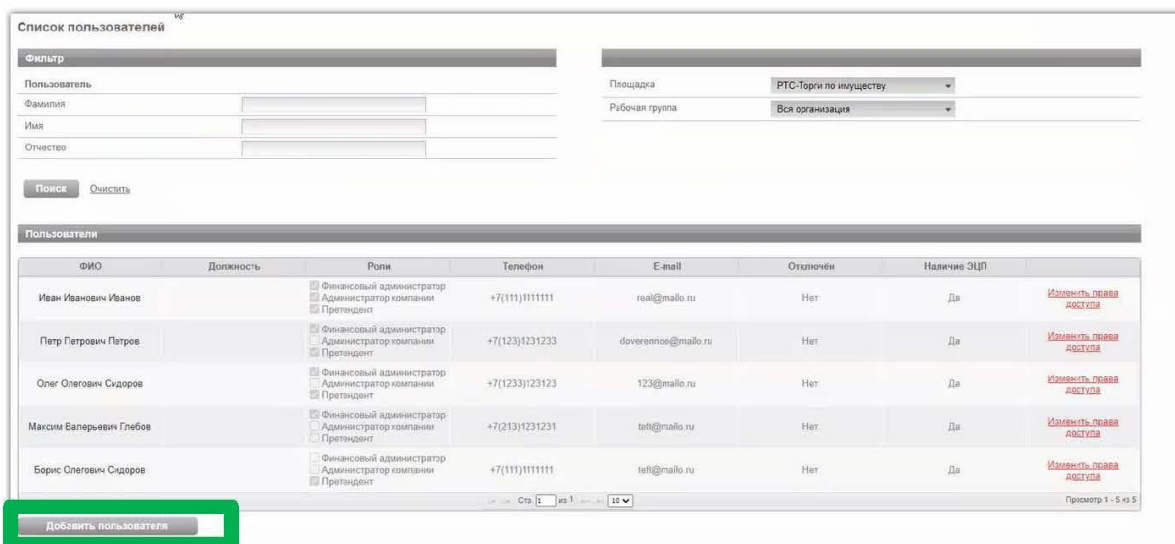 Список пользователей
Фильтр
Пользователь
Фамилия
Имя
Отчество
Площадка РТС-Торги по имуществу
Рабочая группа Вся организация
Поиск Очистить
Пользователи
ФИО Должность Роли Телефон E-mail Отключён Наличие ЭЦП
Иван Иванович Иванов Финансовый администратор Администратор компании Претендент +7(111)1111111 real@mailo.ru Нет Да Изменить права доступа
Петр Петрович Петров Финансовый администратор Администратор компании Претендент +7(123)1231233 doverennoe@mailo.ru Нет Да Изменить права доступа
Олег Олегович Сидоров Финансовый администратор Администратор компании Претендент +7(1233)123123 123@mailo.ru Нет Да Изменить права доступа
Максим Валерьевич Глебов Финансовый администратор Администратор компании Претендент +7(213)1231231 Нет Да Изменить права доступа
Борис Олегович Сидоров Финансовый администратор Администратор компании Претендент +7(111)1111111 Нет Да Изменить права доступа
Стр. 1 из 1 10 Просмотр 1 - 5 из 5
Добавить пользователя